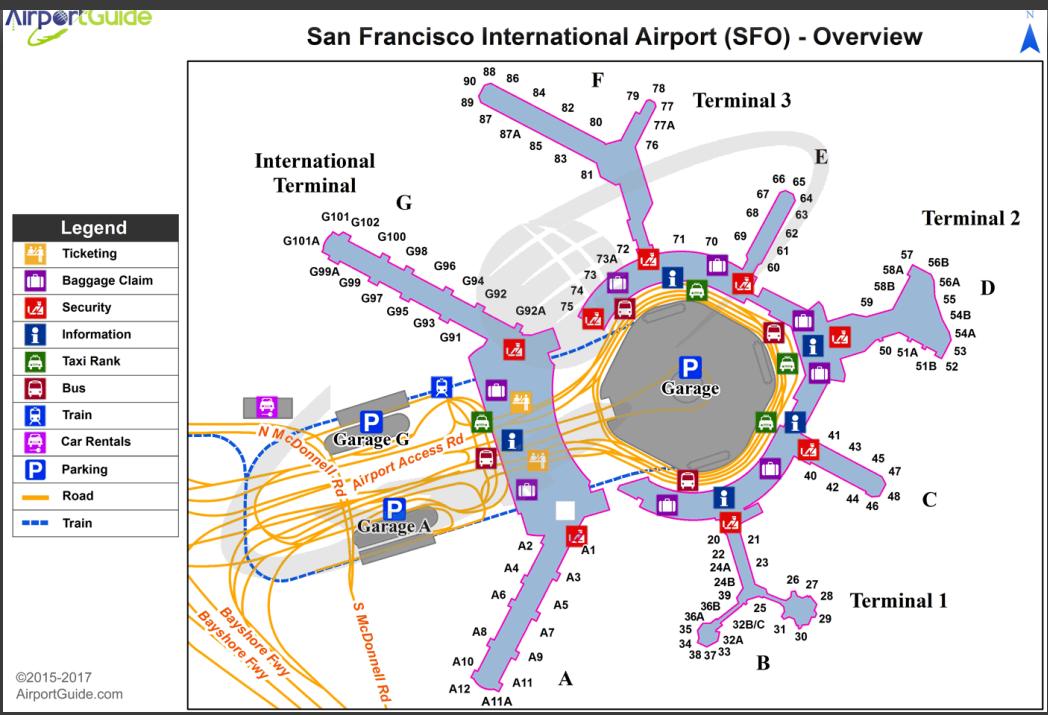 AirportGuide
San Francisco International Airport (SFO) - Overview
N
Legend
Ticketing
Baggage Claim
Security
Information
Taxi Rank
Bus
Train
Car Rentals
P Parking
Road
Train
International
Terminal
G
G101
G102
G101A
G100
G99A
G98
G99
G96
G97
G94
G95
G92
G93
G92A
G91
F
Terminal 3
90
88
86
89
84
87
82
87A
80
85
83
81
79
78
77
77A
76
72
71
70
73A
73
74
75
E
66
65
67
64
68
63
69
62
61
60
Terminal 2
D
57
58A
56B
58B
56A
59
55
54B
54A
50
51A
53
51B
52
P
Garage
P
Garage G
P
Garage A
N McDonnell Rd
Airport Access Rd
S McDonnell Rd
Bayshore Fwy
Bayshore Fwy
41
43
45
40
47
42
44
48
46
C
Terminal 1
B
20
21
22
23
24A
24B
39
36B
25
36A
35
32B/C
34
32A
38
37
33
26
27
28
29
31
30
A
A2
A1
A4
A3
A6
A5
A8
A7
A10
A9
A12
A11
A11A
©2015-2017
AirportGuide.com